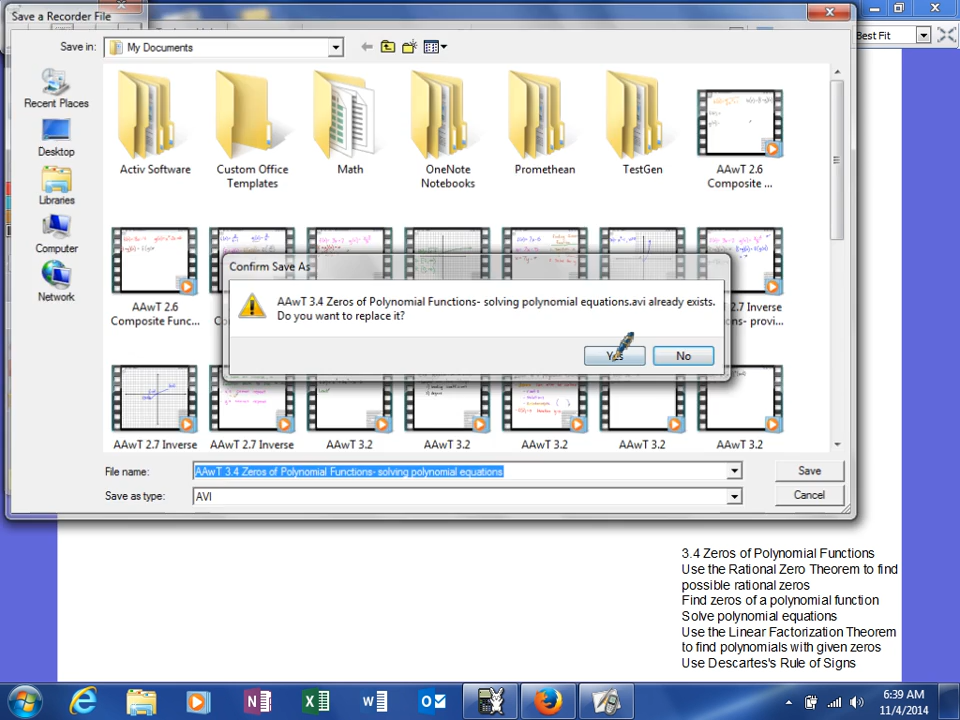 Save a Recorder File
Best Fit
Save in:
My Documents
Recent Places
Desktop
Libraries
Computer
Network
Activ Software
Custom Office
Templates
Math
OneNote
Notebooks
Promethean
TestGen
AAwT 2.6
Composite ...
AAwT 2.6
Composite Func...
2.7 Inverse
ns- provi...
Confirm Save As
AAwT 3.4 Zeros of Polynomial Functions- solving polynomial equations.avi already exists.
Do you want to replace it?
Yes
No
AAwT 2.7 Inverse
AAwT 2.7 Inverse
AAwT 3.2
AAwT 3.2
AAwT 3.2
AAwT 3.2
AAwT 3.2
File name:
AAwT 3.4 Zeros of Polynomial Functions- solving polynomial equations
Save
Save as type:
AVI
Cancel
3.4 Zeros of Polynomial Functions
Use the Rational Zero Theorem to find
possible rational zeros
Find zeros of a polynomial function
Solve polynomial equations
Use the Linear Factorization Theorem
to find polynomials with given zeros
Use Descartes's Rule of Signs
6:39 AM
11/4/2014